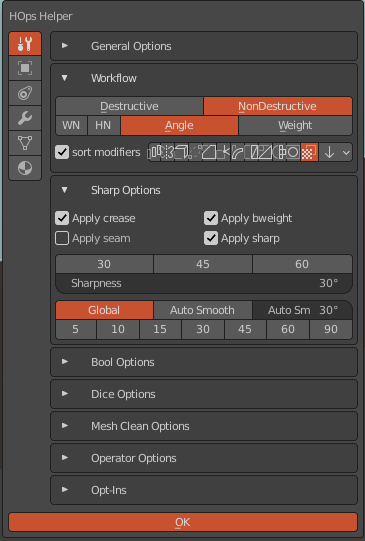 HOps Helper
General Options
Workflow
Destructive NonDestructive
WN HN Angle Weight
sort modifiers
Sharp Options
Apply crease Apply bweight
Apply seam Apply sharp
30 45 60
Sharpness 30°
Global Auto Smooth Auto Sm 30°
5 10 15 30 45 60 90
Bool Options
Dice Options
Mesh Clean Options
Operator Options
Opt-Ins
OK